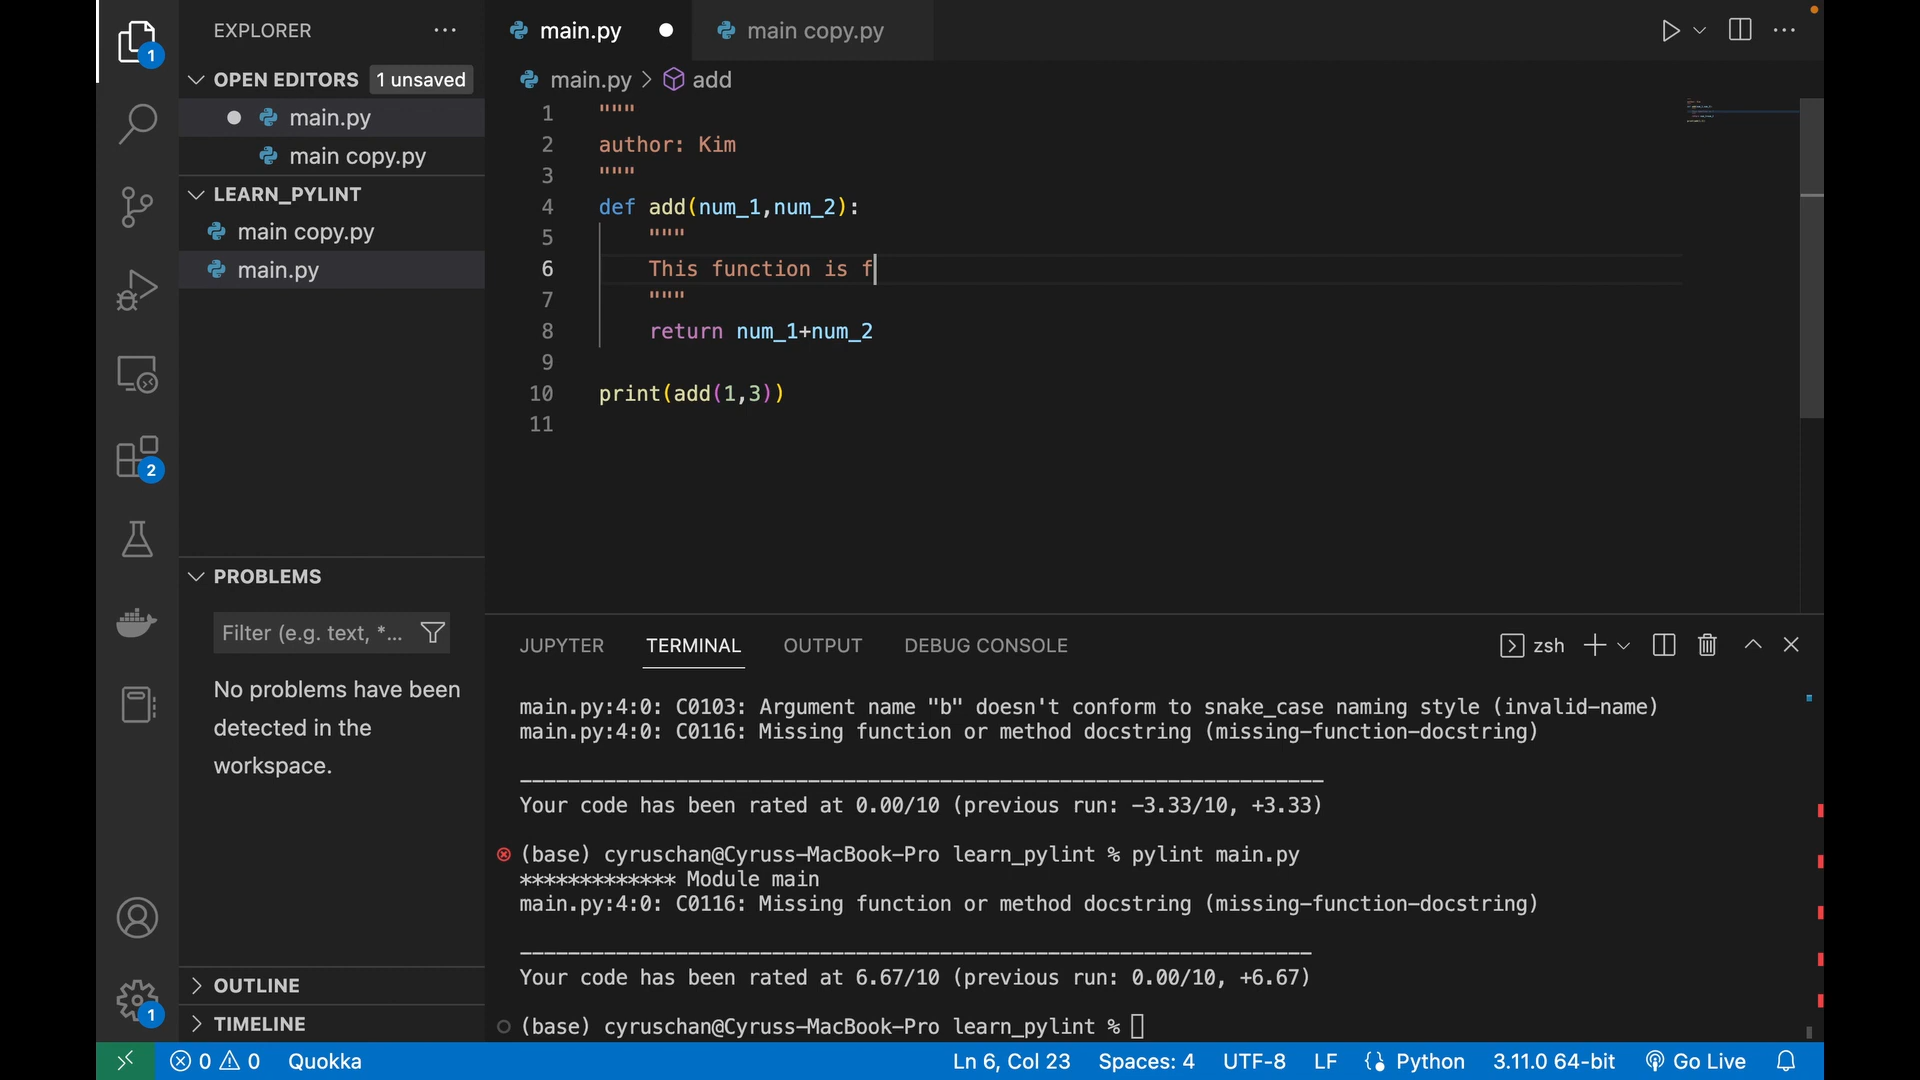 EXPLORER
OPEN EDITORS 1 unsaved
main.py
main copy.py
LEARN_PYLINT
main copy.py
main.py
PROBLEMS
Filter (e.g. text, *...
No problems have been
detected in the
workspace.
OUTLINE
TIMELINE
1
2
1
main.py main copy.py
main.py > add
1 """
2 author: Kim
3 """
4 def add(num_1,num_2):
5 """
6 This function is f
7 """
8 return num_1+num_2
9
10 print(add(1,3))
11
JUPYTER TERMINAL OUTPUT DEBUG CONSOLE zsh
main.py:4:0: C0103: Argument name "b" doesn't conform to snake_case naming style (invalid-name)
main.py:4:0: C0116: Missing function or method docstring (missing-function-docstring)
-------------------------------------------------------------------
Your code has been rated at 0.00/10 (previous run: -3.33/10, +3.33)
(base) cyruschan@Cyruss-MacBook-Pro learn_pylint % pylint main.py
************* Module main
main.py:4:0: C0116: Missing function or method docstring (missing-function-docstring)
------------------------------------------------------------------
Your code has been rated at 6.67/10 (previous run: 0.00/10, +6.67)
(base) cyruschan@Cyruss-MacBook-Pro learn_pylint %
0 0 Quokka Ln 6, Col 23 Spaces: 4 UTF-8 LF Python 3.11.0 64-bit Go Live